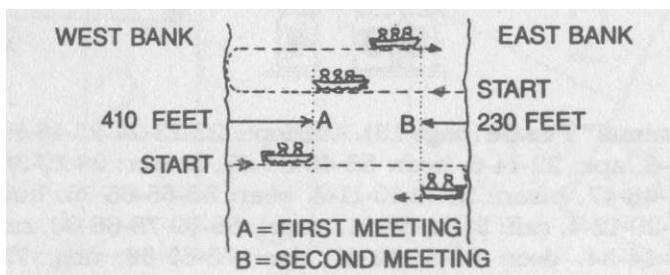 WEST BANK
EAST BANK
START
410 FEET
A
B
230 FEET
START
A = FIRST MEETING
B = SECOND MEETING